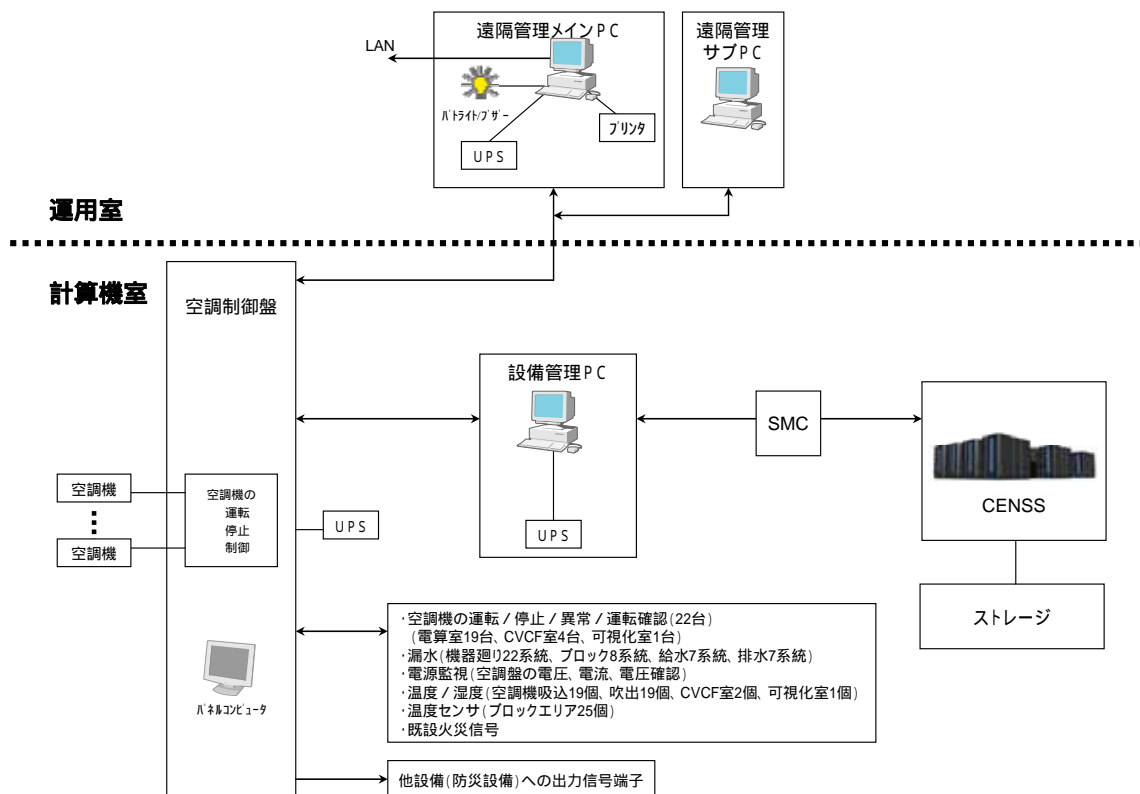 遠隔管理メインPC
遠隔管理
サブPC
LAN
パトライト/ブザー
プリンタ
UPS
運用室
計算機室
空調制御盤
設備管理PC
SMC
空調機
空調機
空調機の
運転
停止
制御
UPS
UPS
CENSS
ストレージ
・空調機の運転/停止/異常/運転確認(22台)
(電算室19台、CVCF室4台、可視化室1台)
・漏水(機器廻り22系統、ブロック8系統、給水7系統、排水7系統)
・電源監視(空調盤の電圧、電流、電圧確認)
・温度/湿度(空調機吸込19個、吹出19個、CVCF室2個、可視化室1個)
・温度センサ(ブロックエリア25個)
・既設火災信号
パネルコンピュータ
他設備(防災設備)への出力信号端子